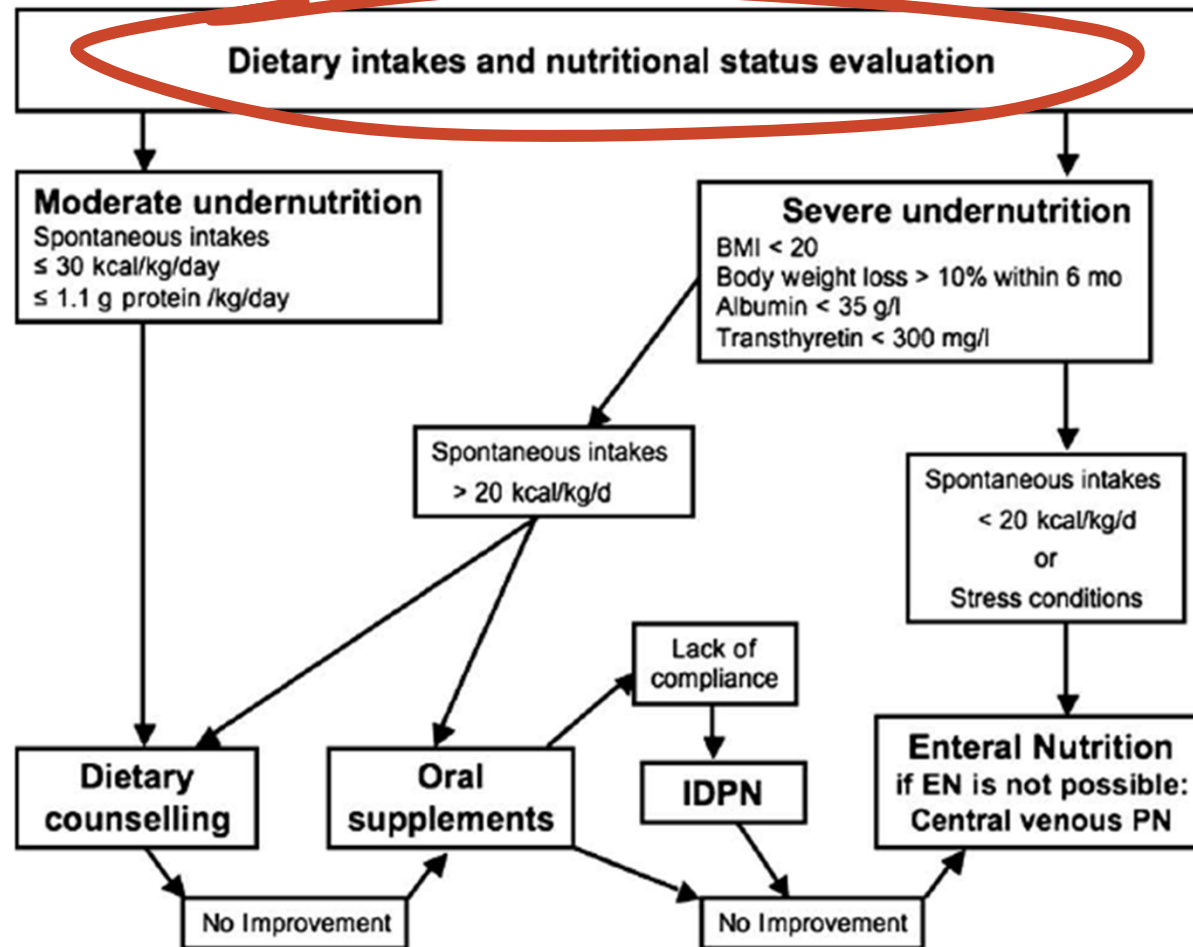 Dietary intakes and nutritional status evaluation
Moderate undernutrition
Spontaneous intakes
≤ 30 kcal/kg/day
≤ 1.1 g protein /kg/day
Severe undernutrition
BMI < 20
Body weight loss > 10% within 6 mo
Albumin < 35 g/l
Transthyretin < 300 mg/l
Spontaneous intakes
> 20 kcal/kg/d
Spontaneous intakes
< 20 kcal/kg/d
or
Stress conditions
Lack of
compliance
Dietary
counselling
Oral
supplements
IDPN
Enteral Nutrition
if EN is not possible:
Central venous PN
No Improvement
No Improvement